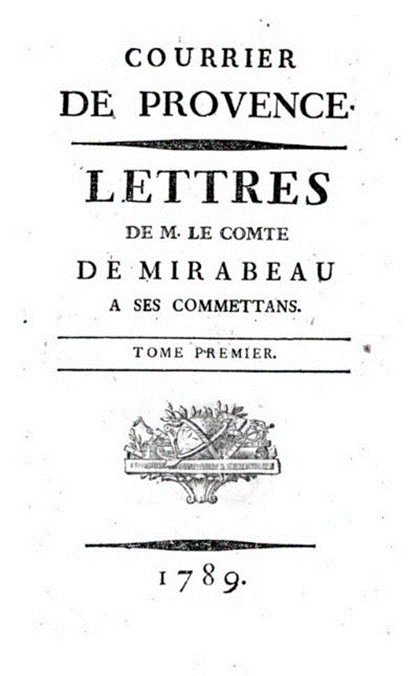 COURRIER
DE PROVENCE.
LETTRES
DE M. LE COMTE
DE MIRABEAU
A SES COMMETTANS.
TOME PREMIER.
1789.